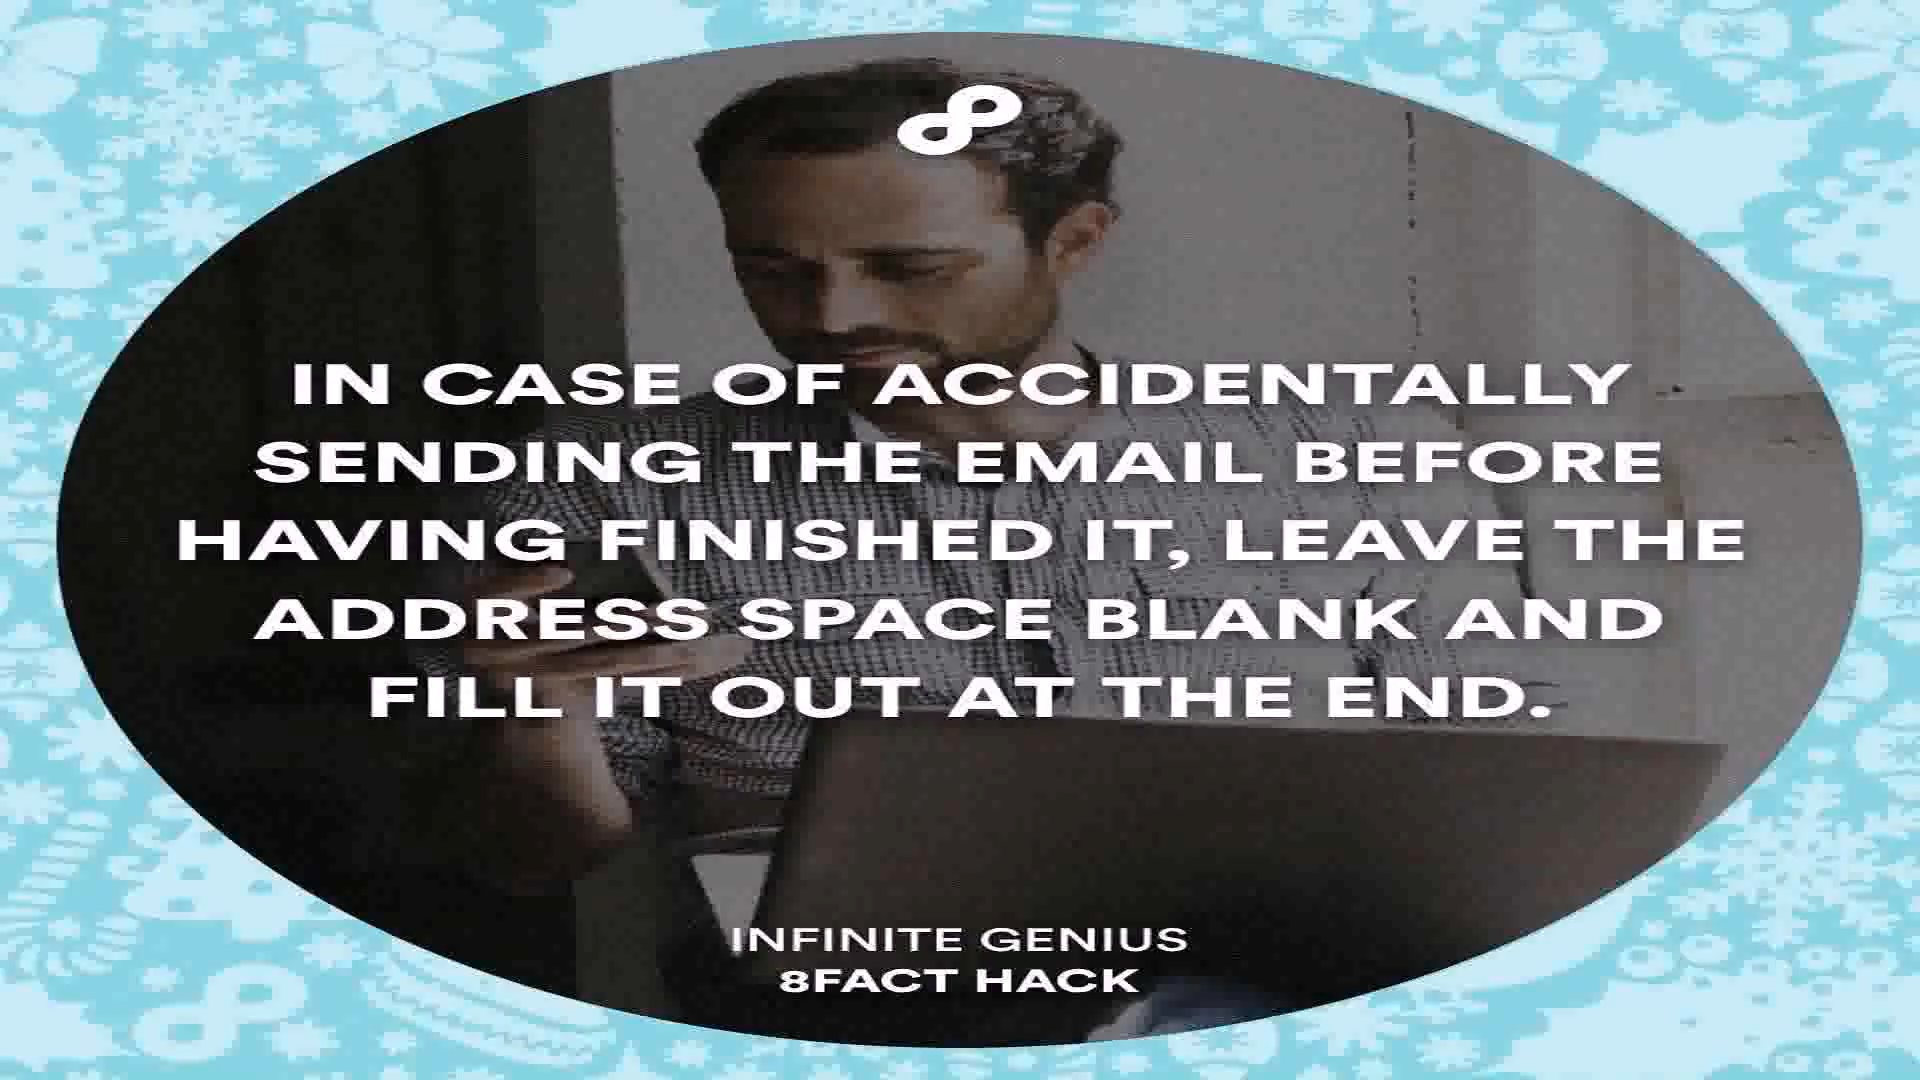 IN CASE OF ACCIDENTALLY
SENDING THE EMAIL BEFORE
HAVING FINISHED IT, LEAVE THE
ADDRESS SPACE BLANK AND
FILL IT OUT AT THE END.
INFINITE GENIUS
8FACT HACK